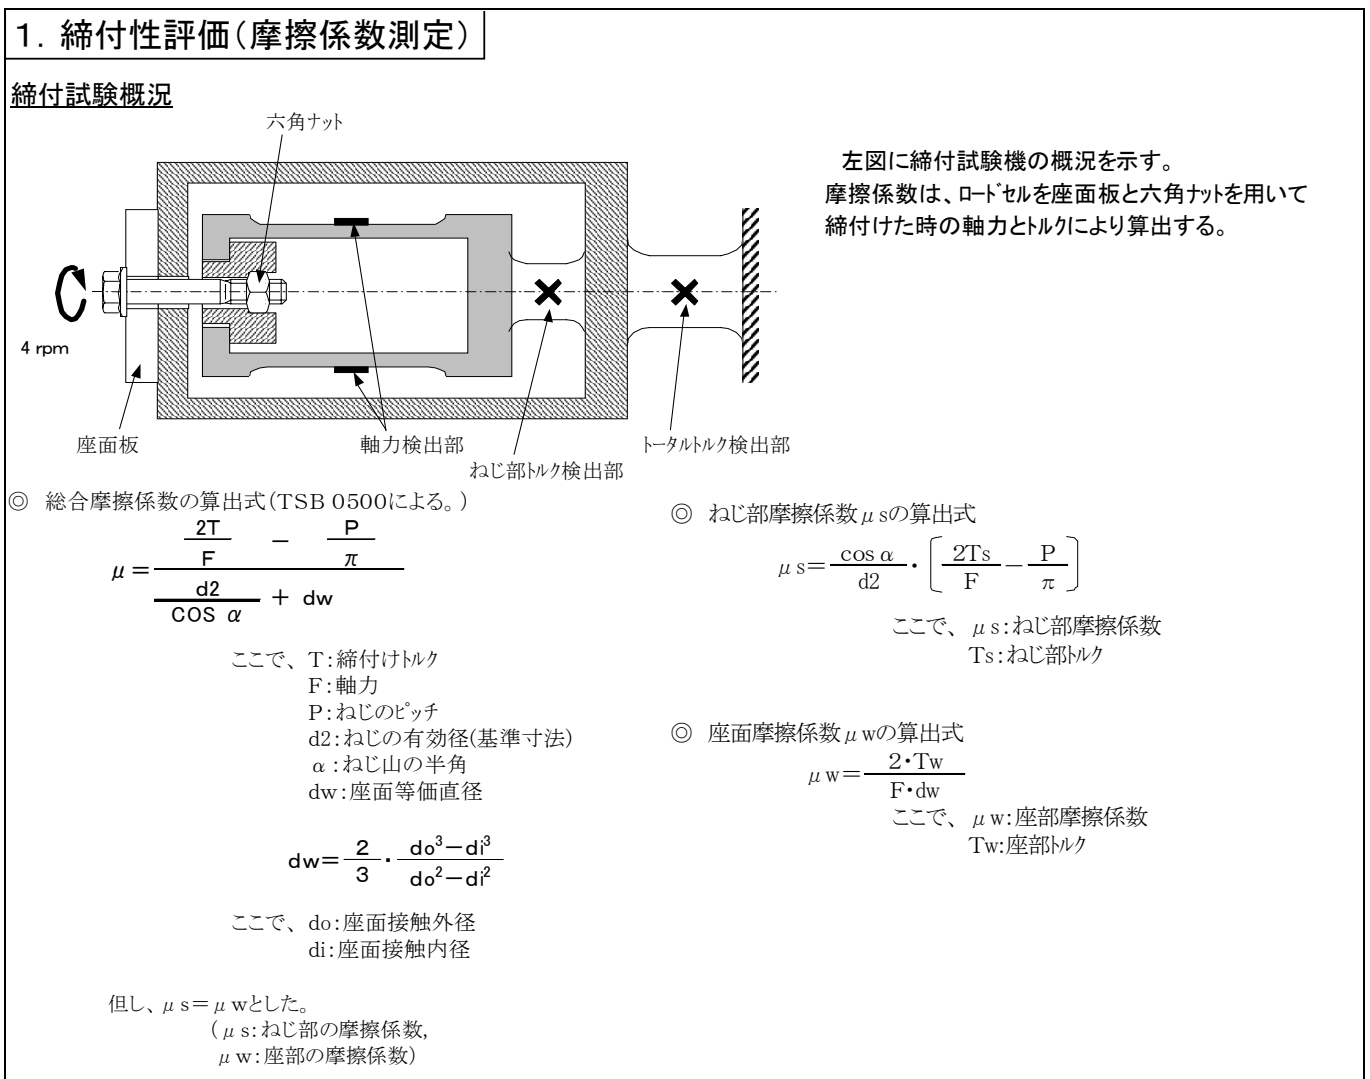 1. 締付性評価(摩擦係数測定)
締付試験概況
六角ナット
左図に締付試験機の概況を示す。
摩擦係数は、ロードセルを座面板と六角ナットを用いて
締付けた時の軸力とトルクにより算出する。
4 rpm
座面板
軸力検出部
ねじ部トルク検出部
トータルトルク検出部
◎ 総合摩擦係数の算出式(TSB 0500による。)
μ = (2T/F − P/π) / (d2/COS α + dw)
ここで、 T:締付けトルク
F:軸力
P:ねじのピッチ
d2:ねじの有効径(基準寸法)
α:ねじ山の半角
dw:座面等価直径
dw= 2/3 ・ (do³−di³)/(do²−di²)
ここで、 do:座面接触外径
di:座面接触内径
但し、μs=μwとした。
(μs:ねじ部の摩擦係数,
μw:座部の摩擦係数)
◎ ねじ部摩擦係数μsの算出式
μs= cosα/d2 ・ [2Ts/F − P/π]
ここで、 μs:ねじ部摩擦係数
Ts:ねじ部トルク
◎ 座面摩擦係数μwの算出式
μw= 2・Tw / F・dw
ここで、 μw:座部摩擦係数
Tw:座部トルク